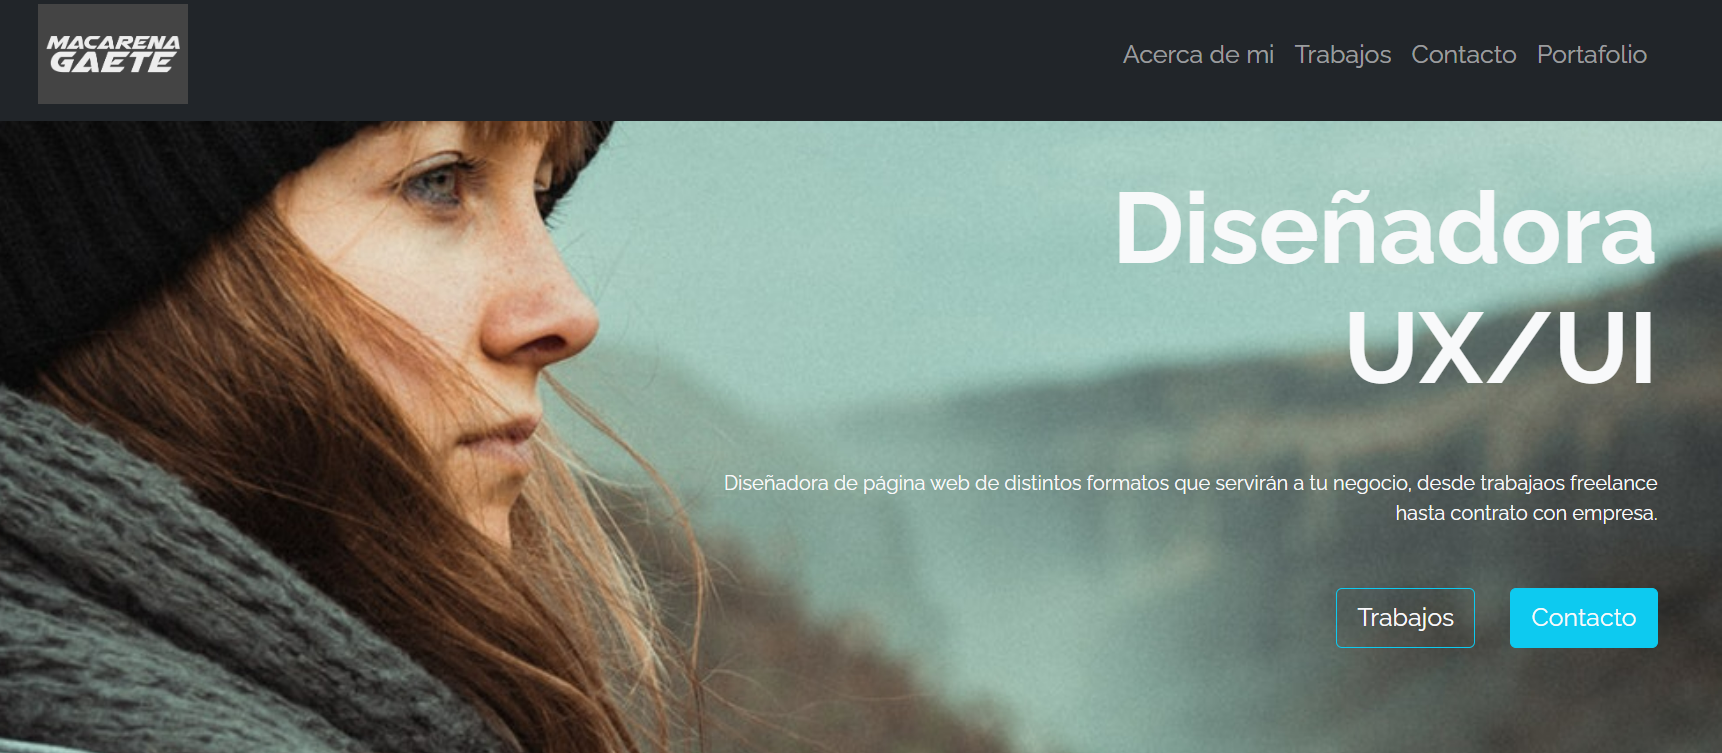 MACARENA
GAETE
Acerca de mi Trabajos Contacto Portafolio
Diseñadora
UX/UI
Diseñadora de página web de distintos formatos que servirán a tu negocio, desde trabajaos freelance
hasta contrato con empresa.
Trabajos Contacto